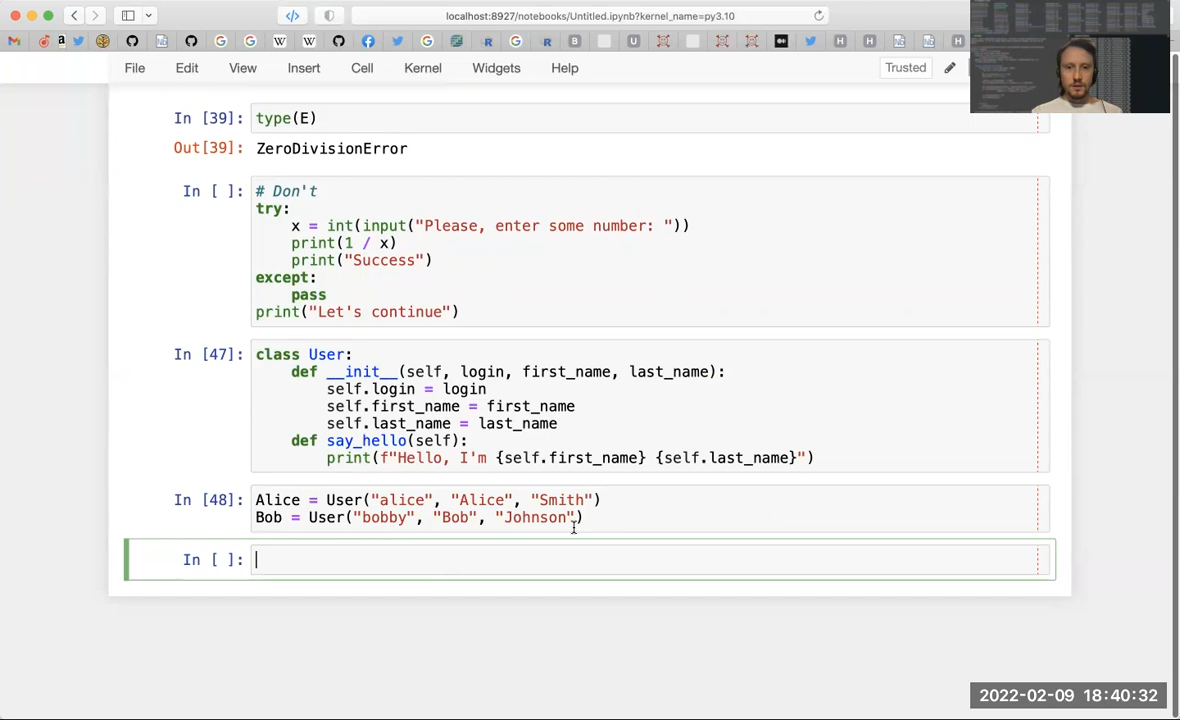 localhost:8927/notebooks/Untitled.ipynb?kernel_name=py3.10
File Edit View Insert Cell Kernel Widgets Help
Trusted
In [39]: type(E)
Out[39]: ZeroDivisionError
In [ ]: # Don't
try:
    x = int(input("Please, enter some number: "))
    print(1 / x)
    print("Success")
except:
    pass
print("Let's continue")
In [47]: class User:
    def __init__(self, login, first_name, last_name):
        self.login = login
        self.first_name = first_name
        self.last_name = last_name
    def say_hello(self):
        print(f"Hello, I'm {self.first_name} {self.last_name}")
In [48]: Alice = User("alice", "Alice", "Smith")
Bob = User("bobby", "Bob", "Johnson")
In [ ]:
2022-02-09 18:40:32